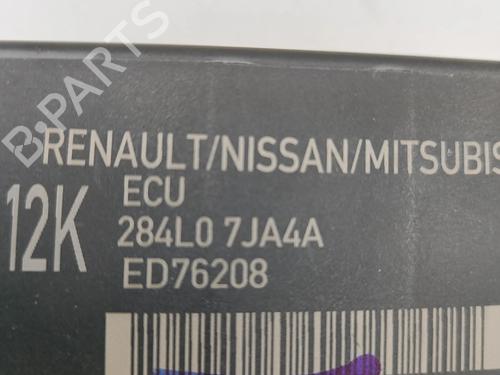 B-PARTS
RENAULT/NISSAN/MITSUBIS
12K
ECU
284L0 7JA4A
ED76208